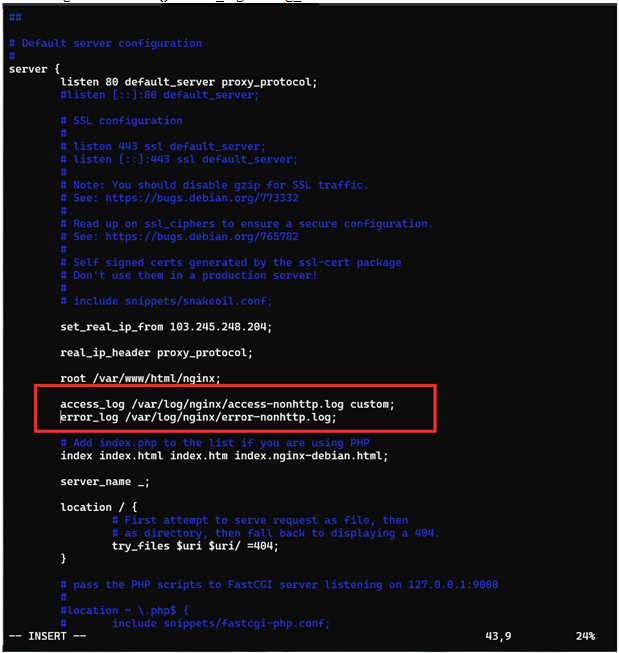 ##
# Default server configuration
#
server {
listen 80 default_server proxy_protocol;
#listen [::]:80 default_server;
# SSL configuration
#
# listen 443 ssl default_server;
# listen [::]:443 ssl default_server;
#
# Note: You should disable gzip for SSL traffic.
# See: https://bugs.debian.org/773332
#
# Read up on ssl_ciphers to ensure a secure configuration.
# See: https://bugs.debian.org/765782
#
# Self signed certs generated by the ssl-cert package
# Don't use them in a production server!
#
# include snippets/snakeoil.conf;
set_real_ip_from 103.245.248.204;
real_ip_header proxy_protocol;
root /var/www/html/nginx;
access_log /var/log/nginx/access-nonhttp.log custom;
error_log /var/log/nginx/error-nonhttp.log;
# Add index.php to the list if you are using PHP
index index.html index.htm index.nginx-debian.html;
server_name _;
location / {
# First attempt to serve request as file, then
# as directory, then fall back to displaying a 404.
try_files $uri $uri/ =404;
}
# pass the PHP scripts to FastCGI server listening on 127.0.0.1:9000
#
#location ~ \.php$ {
# include snippets/fastcgi-php.conf;
-- INSERT -- 43,9 24%